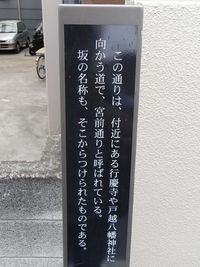 この通りは、付近にある行慶寺や戸越八幡神社に
向かう道で、宮前通りと呼ばれている。
坂の名称も、そこからつけられたものである。